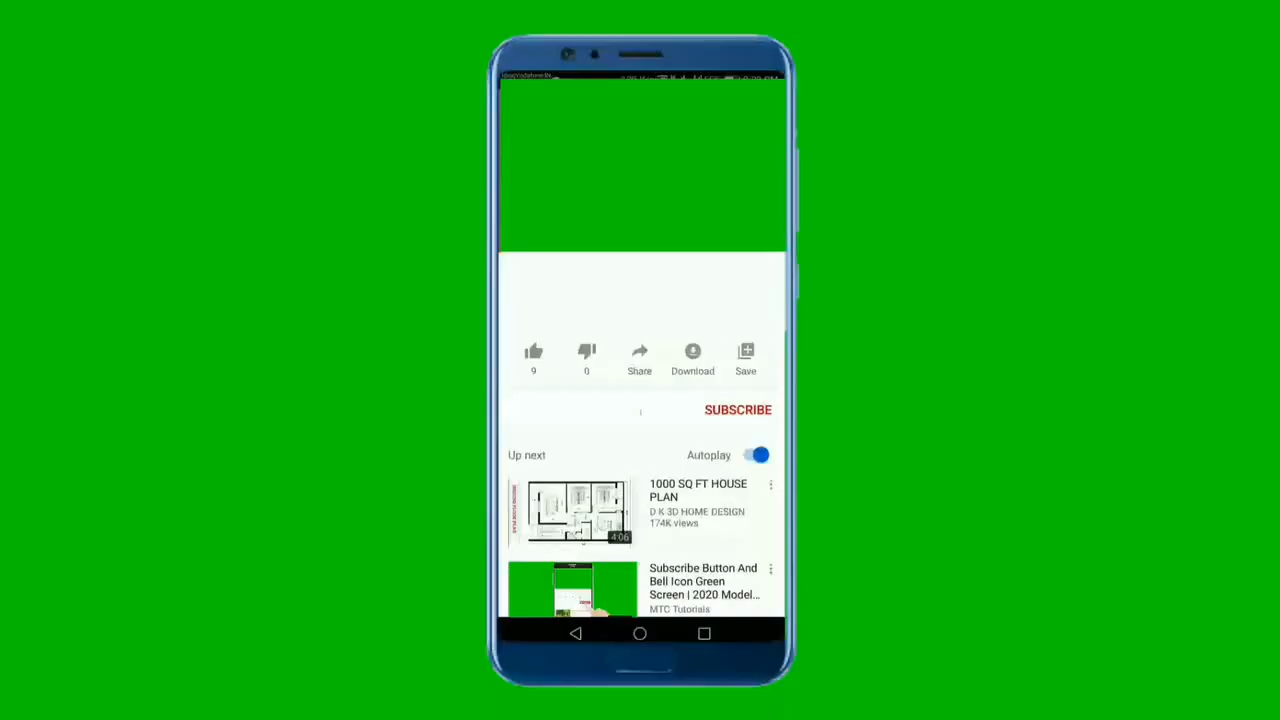 9
0
Share
Download
Save
SUBSCRIBE
Up next
Autoplay
1000 SQ FT HOUSE
PLAN
D K 3D HOME DESIGN
174K views
4:06
Subscribe Button And
Bell Icon Green
Screen | 2020 Model...
MTC Tutorials